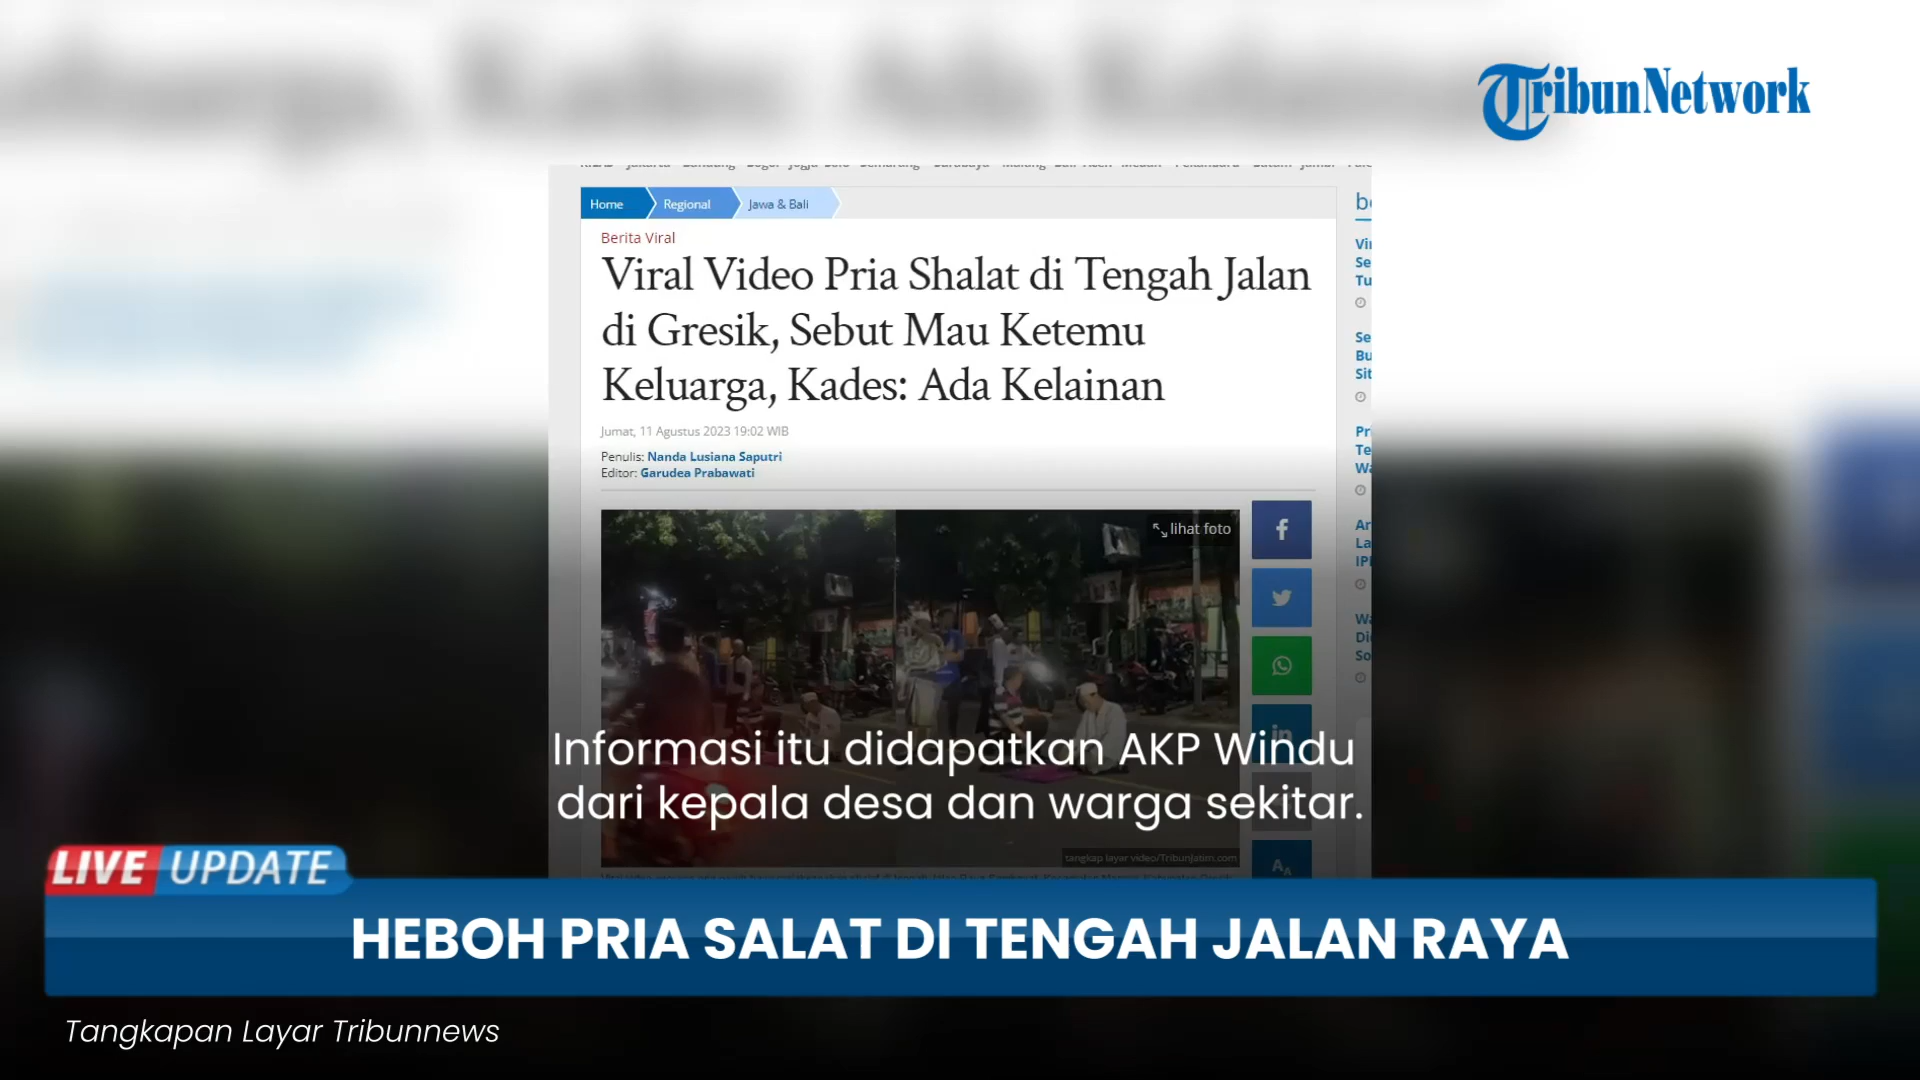 TribunNetwork
Home Regional Jawa & Bali
Berita Viral
Viral Video Pria Shalat di Tengah Jalan
di Gresik, Sebut Mau Ketemu
Keluarga, Kades: Ada Kelainan
Jumat, 11 Agustus 2023 19:02 WIB
Penulis: Nanda Lusiana Saputri
Editor: Garudea Prabawati
lihat foto
Informasi itu didapatkan AKP Windu
dari kepala desa dan warga sekitar.
tangkap layar video/TribunJatim.com
LIVE UPDATE
HEBOH PRIA SALAT DI TENGAH JALAN RAYA
Tangkapan Layar Tribunnews